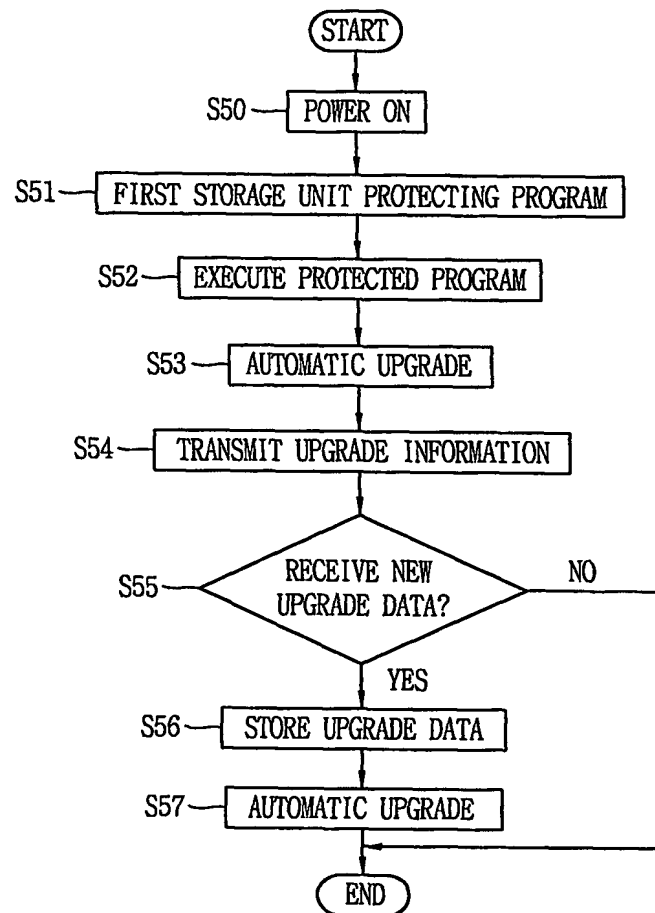 START
S50
POWER ON
S51
FIRST STORAGE UNIT PROTECTING PROGRAM
S52
EXECUTE PROTECTED PROGRAM
S53
AUTOMATIC UPGRADE
S54
TRANSMIT UPGRADE INFORMATION
S55
RECEIVE NEW
UPGRADE DATA?
NO
YES
S56
STORE UPGRADE DATA
S57
AUTOMATIC UPGRADE
END